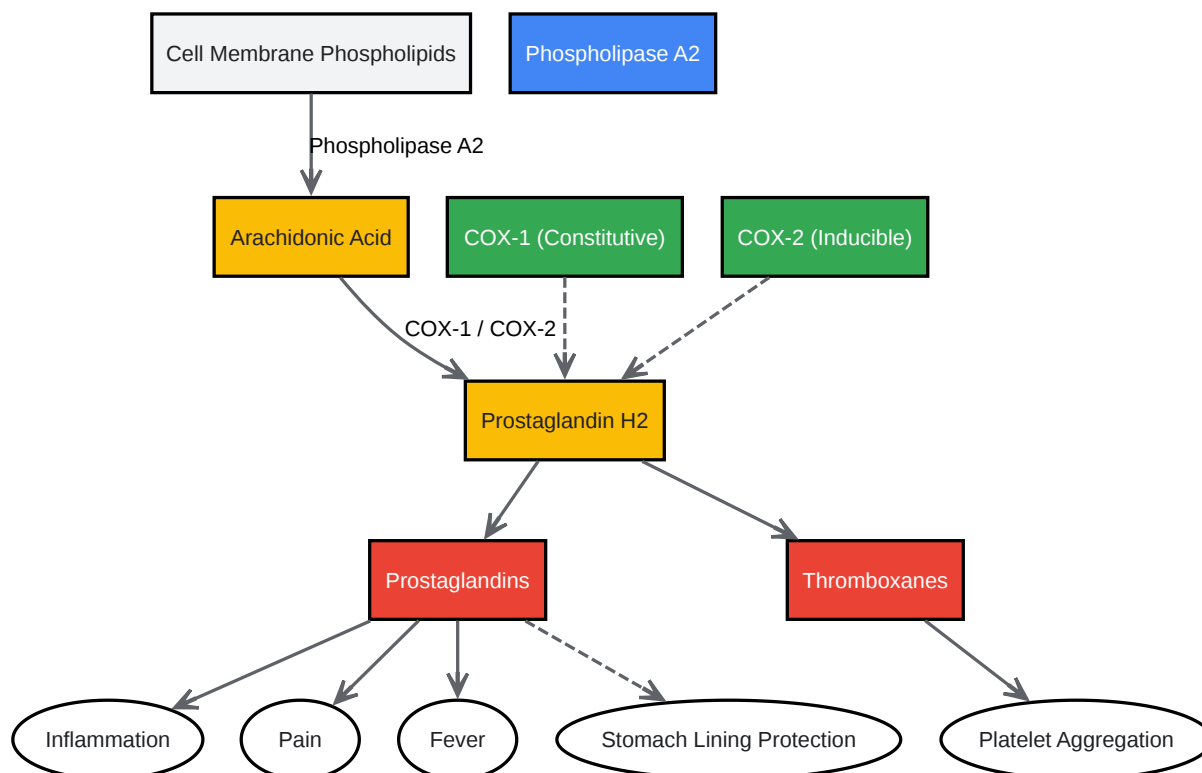 Cell Membrane Phospholipids
Phospholipase A2
Phospholipase A2
Arachidonic Acid
COX-1 (Constitutive)
COX-2 (Inducible)
COX-1 / COX-2
Prostaglandin H2
Prostaglandins
Thromboxanes
Inflammation
Pain
Fever
Stomach Lining Protection
Platelet Aggregation